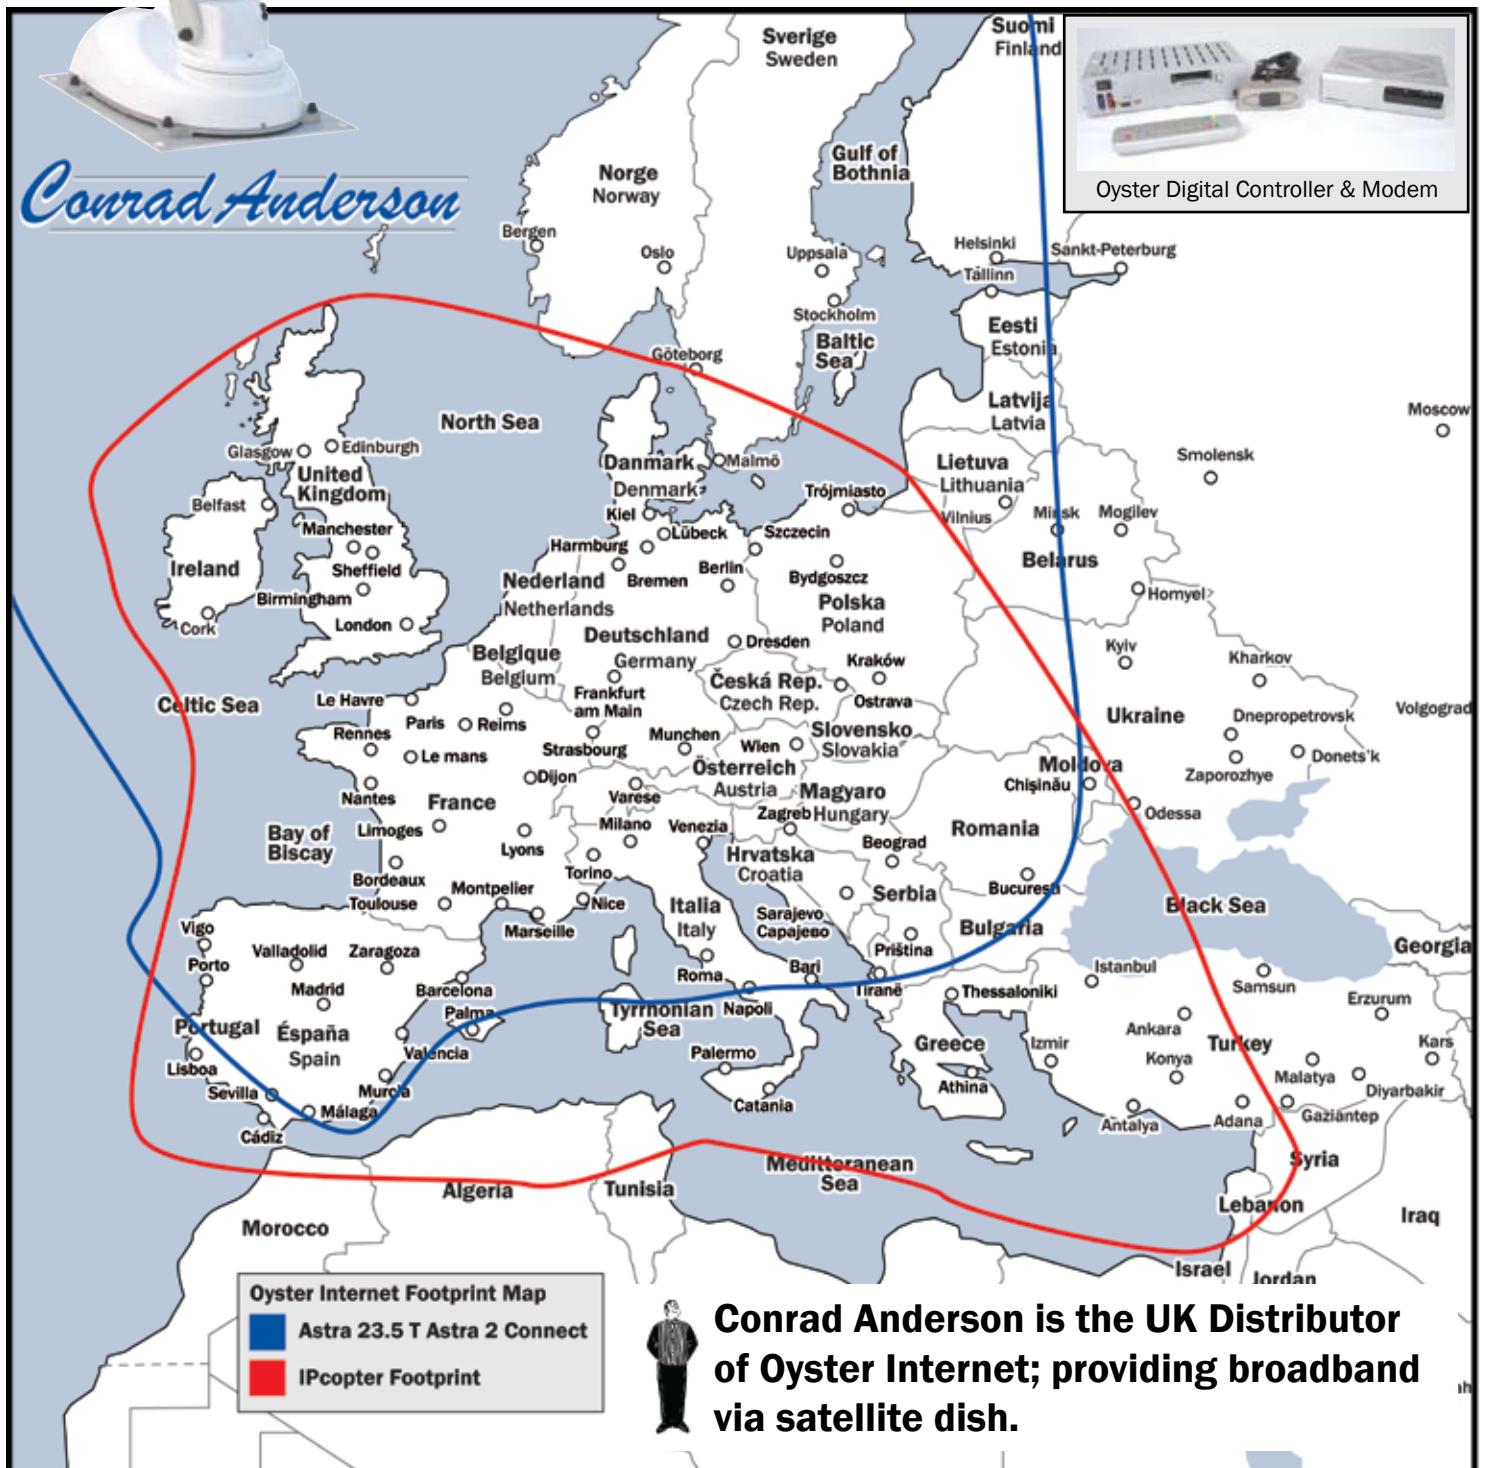 Conrad Anderson
Oyster Digital Controller & Modem
Suomi
Finland
Sverige
Sweden
Norge
Norway
Gulf of
Bothnia
Bergen
Oslo
Uppsala
Helsinki
Sankt-Peterburg
Tallinn
Stockholm
Eesti
Estonia
Baltic
Sea
Göteborg
Latvija
Latvia
Moscow
North Sea
Glasgow
Edinburgh
Danmark
Denmark
Malmö
Lietuva
Lithuania
Smolensk
United
Kingdom
Belfast
Trójmiasto
Vilnius
Minsk
Mogilev
Kiel
Lübeck
Szczecin
Manchester
Harmburg
Ireland
Sheffield
Nederland
Netherlands
Bremen
Berlin
Bydgoszcz
Belarus
Homyel
Birmingham
Polska
Poland
Cork
London
Deutschland
Germany
Dresden
Kyiv
Kharkov
Belgique
Belgium
Kraków
Česká Rep.
Czech Rep.
Ostrava
Celtic Sea
Le Havre
Frankfurt
am Main
Paris
Reims
Ukraine
Dnepropetrovsk
Volgograd
Rennes
Le mans
Strasbourg
Munchen
Wien
Slovensko
Slovakia
Donets'k
Zaporozhye
Dijon
Österreich
Austria
Moldova
Chişinău
Nantes
France
Varese
Magyaro
Hungary
Odessa
Bay of
Biscay
Limoges
Lyons
Milano
Venezia
Zagreb
Romania
Beograd
Hrvatska
Croatia
Torino
Bordeaux
Toulouse
Montpelier
Nice
Serbia
Bucureşa
Marseille
Italia
Italy
Sarajevo
Capajeвo
Black Sea
Vigo
Bulgaria
Georgia
Valladolid
Zaragoza
Priština
Porto
Roma
Bari
Tiranë
Istanbul
Samsun
Madrid
Barcelona
Thessaloniki
Erzurum
Portugal
Éspaña
Spain
Palma
Tyrrnonian
Sea
Napoli
Ankara
Turkey
Kars
Lisboa
Valencia
Palermo
Greece
Izmir
Konya
Malatya
Diyarbakir
Sevilla
Murcia
Athina
Málaga
Catania
Antalya
Adana
Gaziantep
Cádiz
Medittoranean
Sea
Syria
Algeria
Tunisia
Lebanon
Morocco
Iraq
Israel
Jordan
Oyster Internet Footprint Map
Astra 23.5 T Astra 2 Connect
IPcopter Footprint
Conrad Anderson is the UK Distributor
of Oyster Internet; providing broadband
via satellite dish.